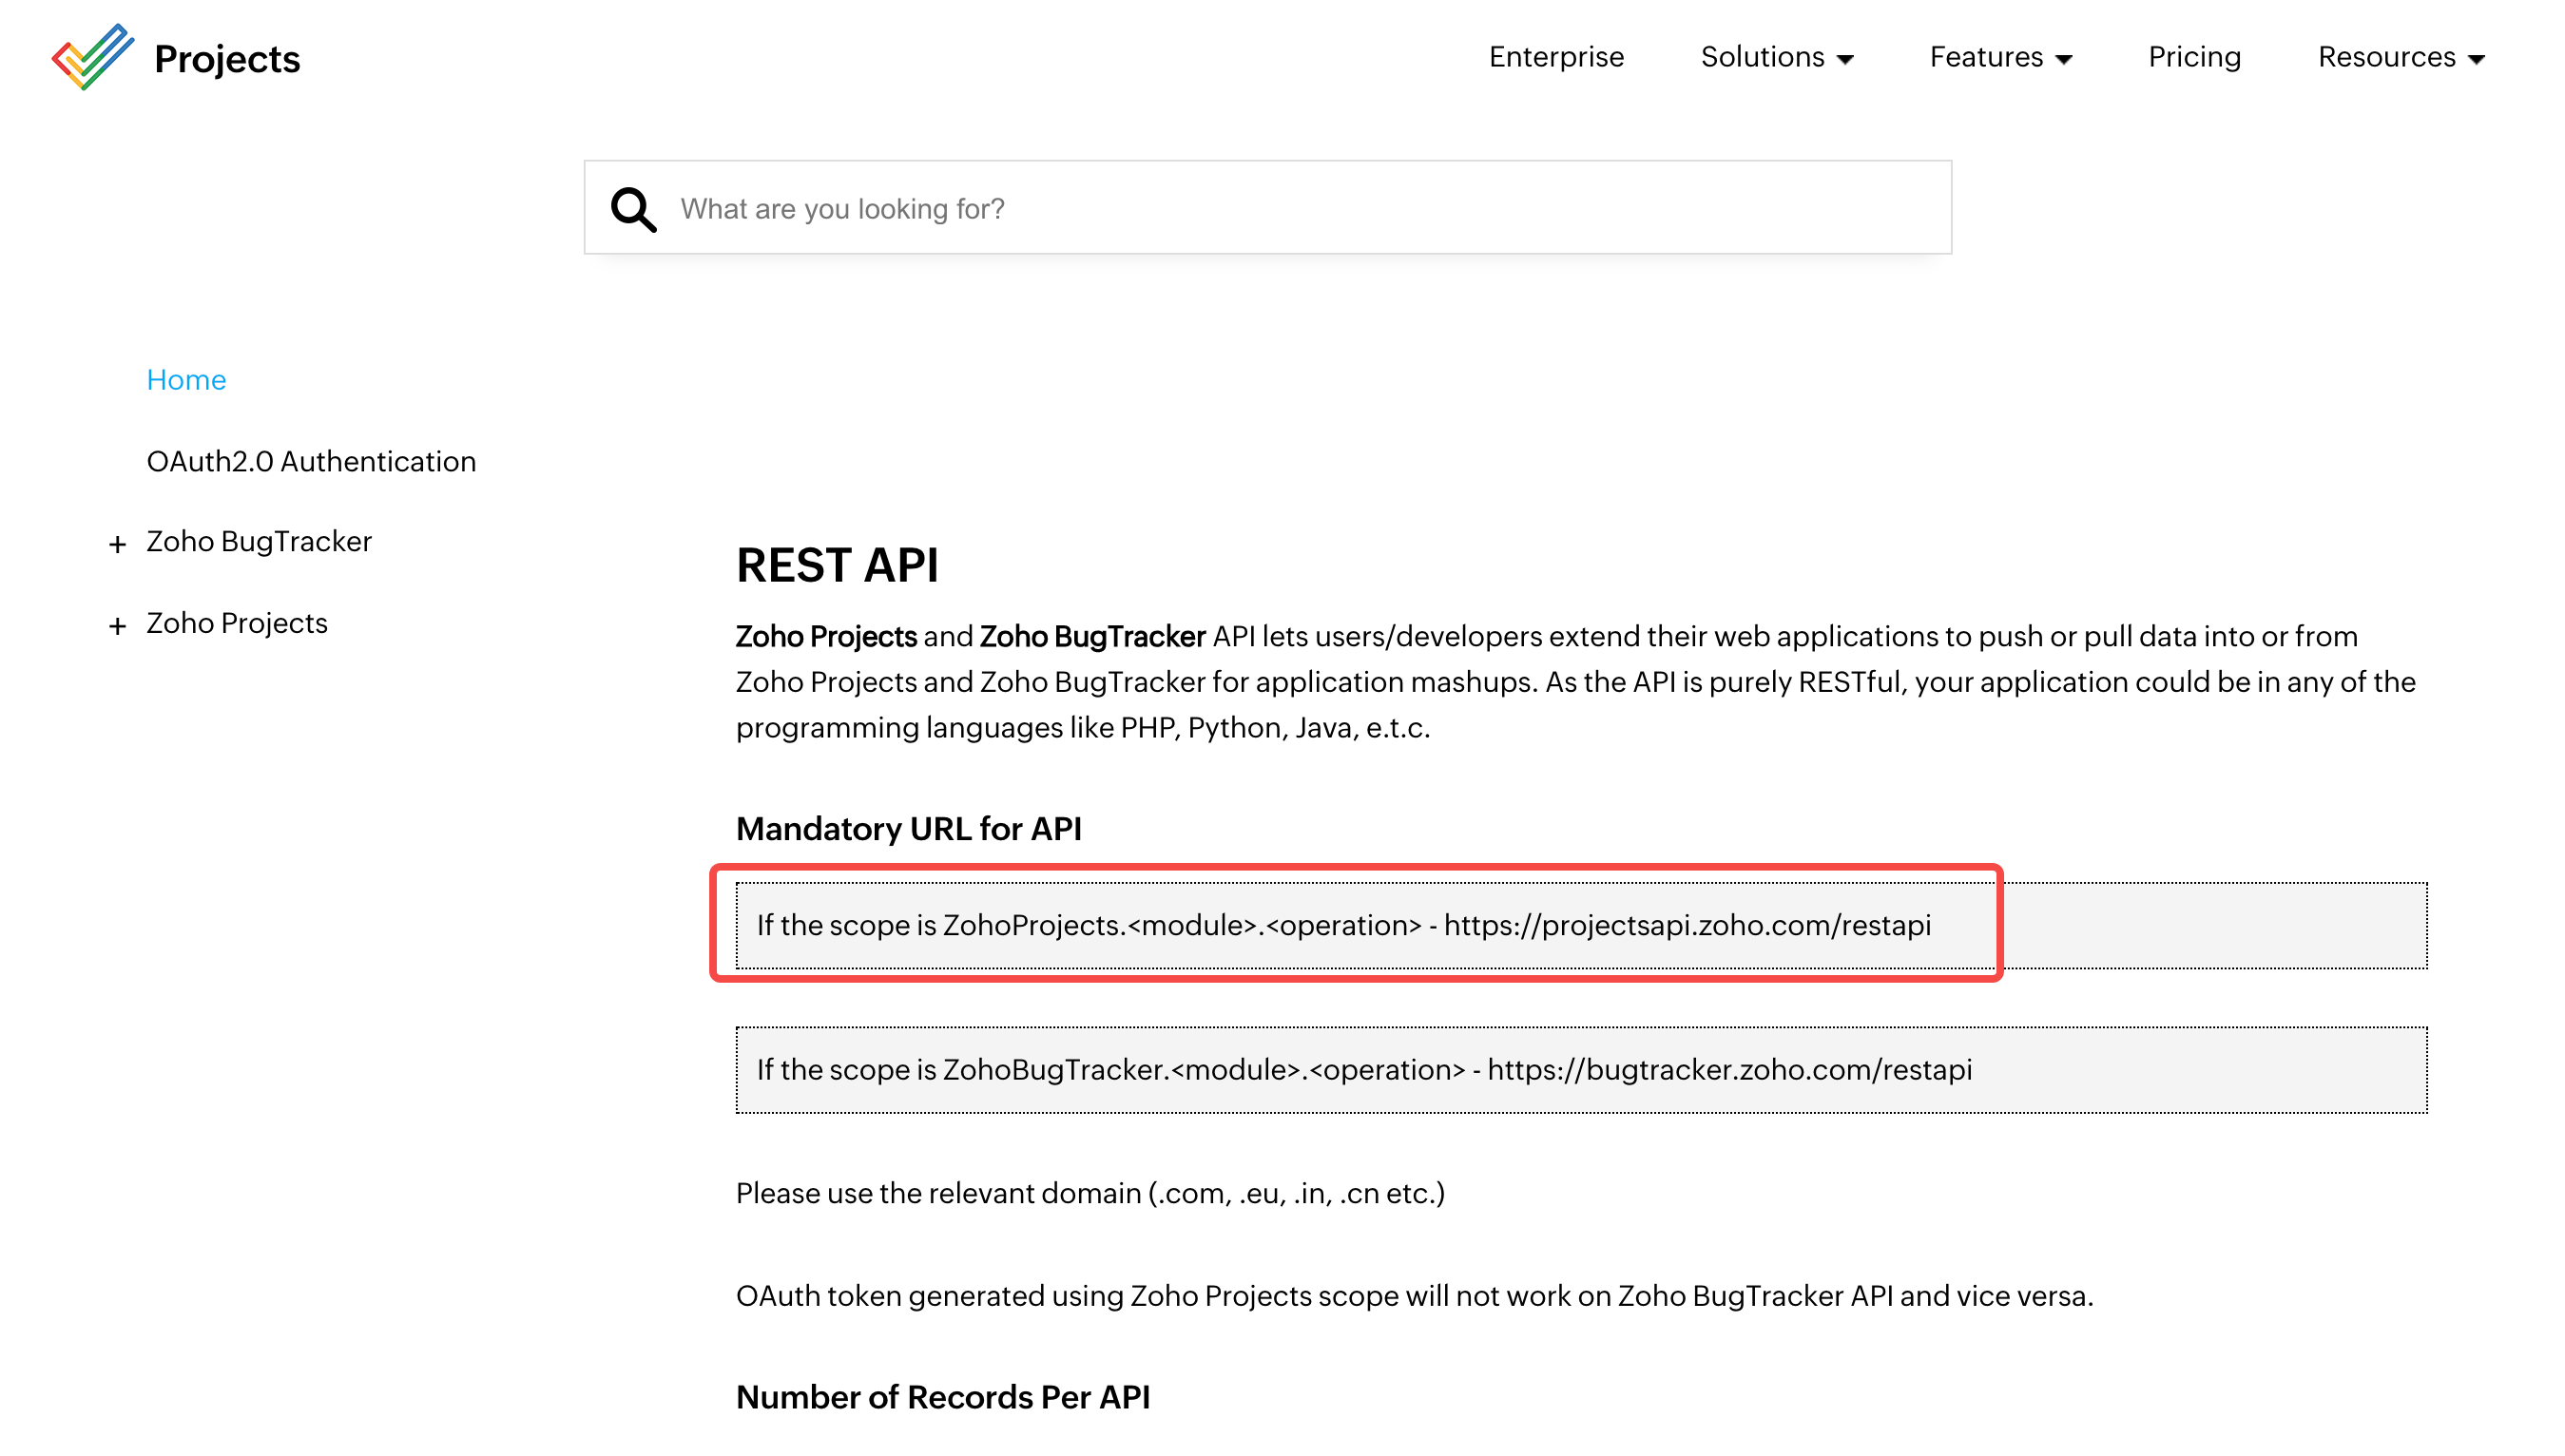 Projects
Enterprise
Solutions
Features
Pricing
Resources
What are you looking for?
Home
OAuth2.0 Authentication
+ Zoho BugTracker
+ Zoho Projects
REST API
Zoho Projects and Zoho BugTracker API lets users/developers extend their web applications to push or pull data into or from
Zoho Projects and Zoho BugTracker for application mashups. As the API is purely RESTful, your application could be in any of the
programming languages like PHP, Python, Java, e.t.c.
Mandatory URL for API
If the scope is ZohoProjects.<module>.<operation> - https://projectsapi.zoho.com/restapi
If the scope is ZohoBugTracker.<module>.<operation> - https://bugtracker.zoho.com/restapi
Please use the relevant domain (.com, .eu, .in, .cn etc.)
OAuth token generated using Zoho Projects scope will not work on Zoho BugTracker API and vice versa.
Number of Records Per API